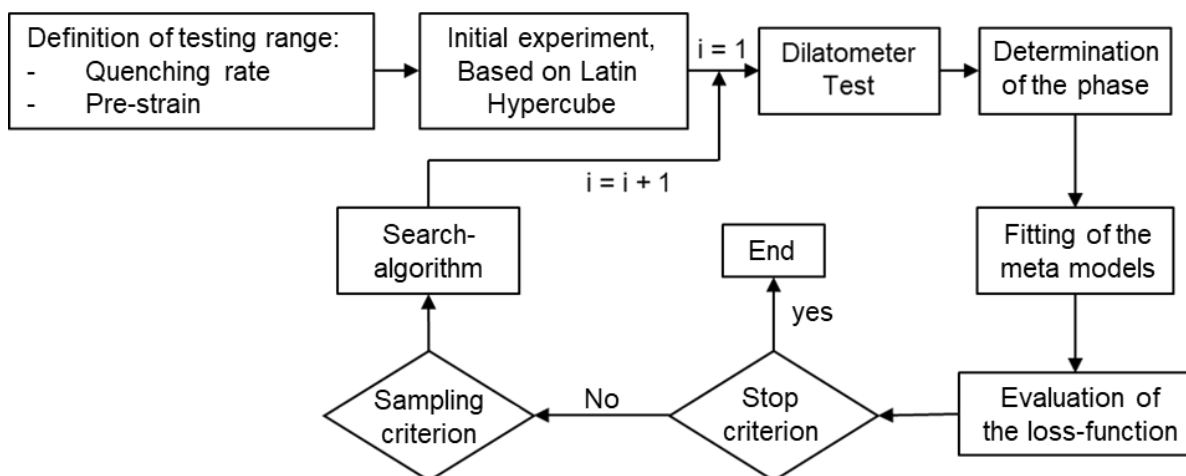 Definition of testing range:
- Quenching rate
- Pre-strain
Initial experiment,
Based on Latin
Hypercube
i = 1
Dilatometer
Test
Determination
of the phase
i = i + 1
Search-
algorithm
End
Fitting of the
meta models
yes
Sampling
criterion
No
Stop
criterion
Evaluation of
the loss-function